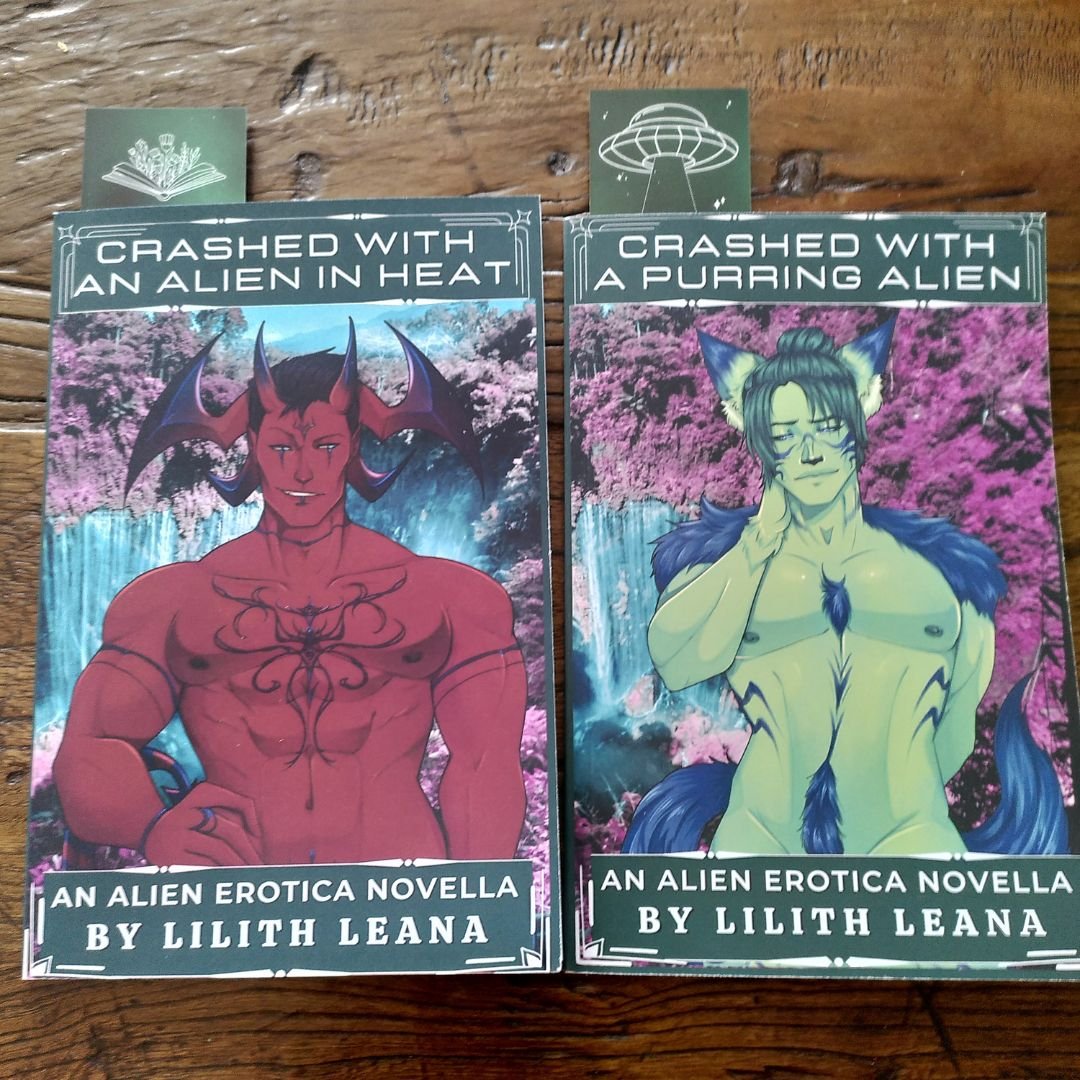 CRASHED WITH
AN ALIEN IN HEAT
AN ALIEN EROTICA NOVELLA
BY LILITH LEANA
CRASHED WITH
A PURRING ALIEN
AN ALIEN EROTICA NOVELLA
BY LILITH LEANA